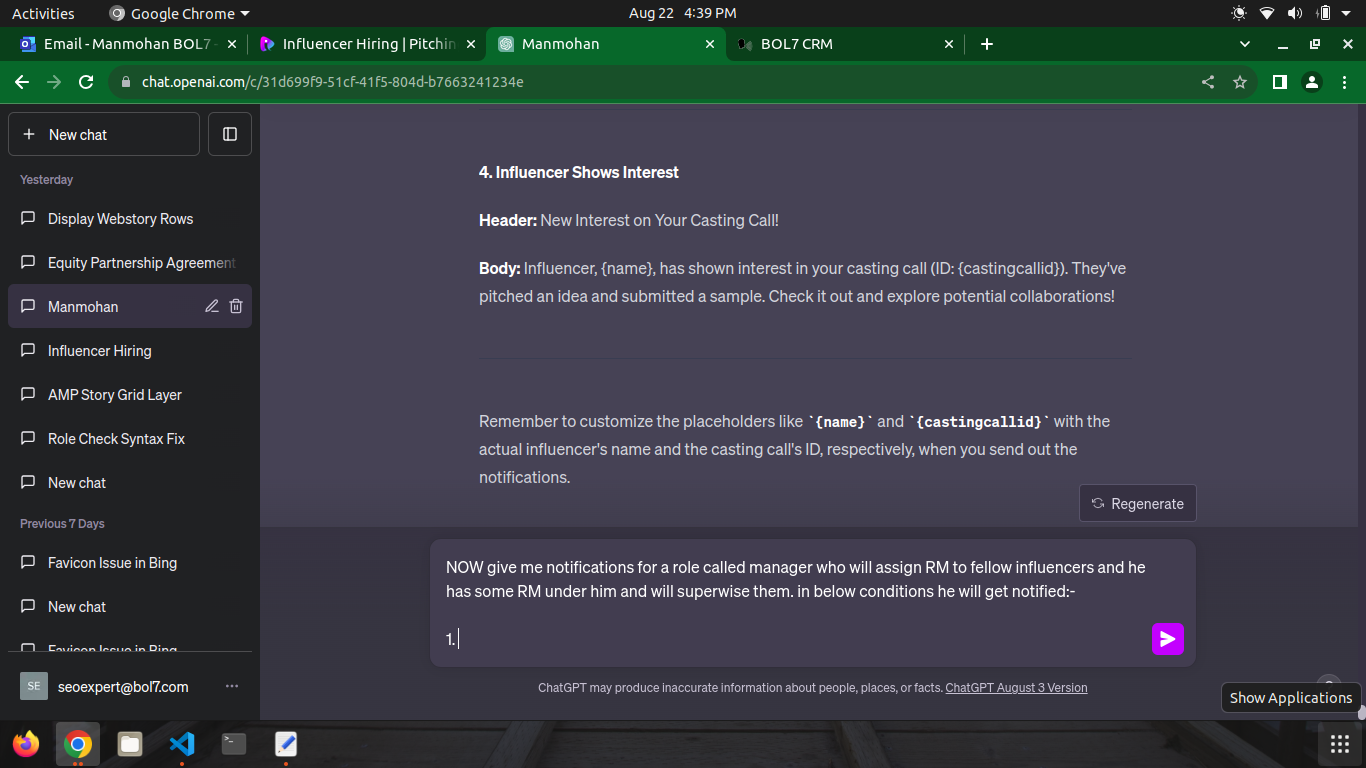 Activities
Google Chrome
Aug 22 4:39 PM
Email - Manmohan BOL7 -
Influencer Hiring | Pitchin
Manmohan
BOL7 CRM
chat.openai.com/c/31d699f9-51cf-41f5-804d-b7663241234e
New chat
Yesterday
Display Webstory Rows
Equity Partnership Agreement
Manmohan
Influencer Hiring
AMP Story Grid Layer
Role Check Syntax Fix
New chat
Previous 7 Days
Favicon Issue in Bing
New chat
Favicon Issue in Bing
SE
seoexpert@bol7.com
4. Influencer Shows Interest
Header: New Interest on Your Casting Call!
Body: Influencer, {name}, has shown interest in your casting call (ID: {castingcallid}). They've
pitched an idea and submitted a sample. Check it out and explore potential collaborations!
Remember to customize the placeholders like `{name}` and `{castingcallid}` with the
actual influencer's name and the casting call's ID, respectively, when you send out the
notifications.
Regenerate
NOW give me notifications for a role called manager who will assign RM to fellow influencers and he
has some RM under him and will superwise them. in below conditions he will get notified:-
1.
ChatGPT may produce inaccurate information about people, places, or facts. ChatGPT August 3 Version
Show Applications